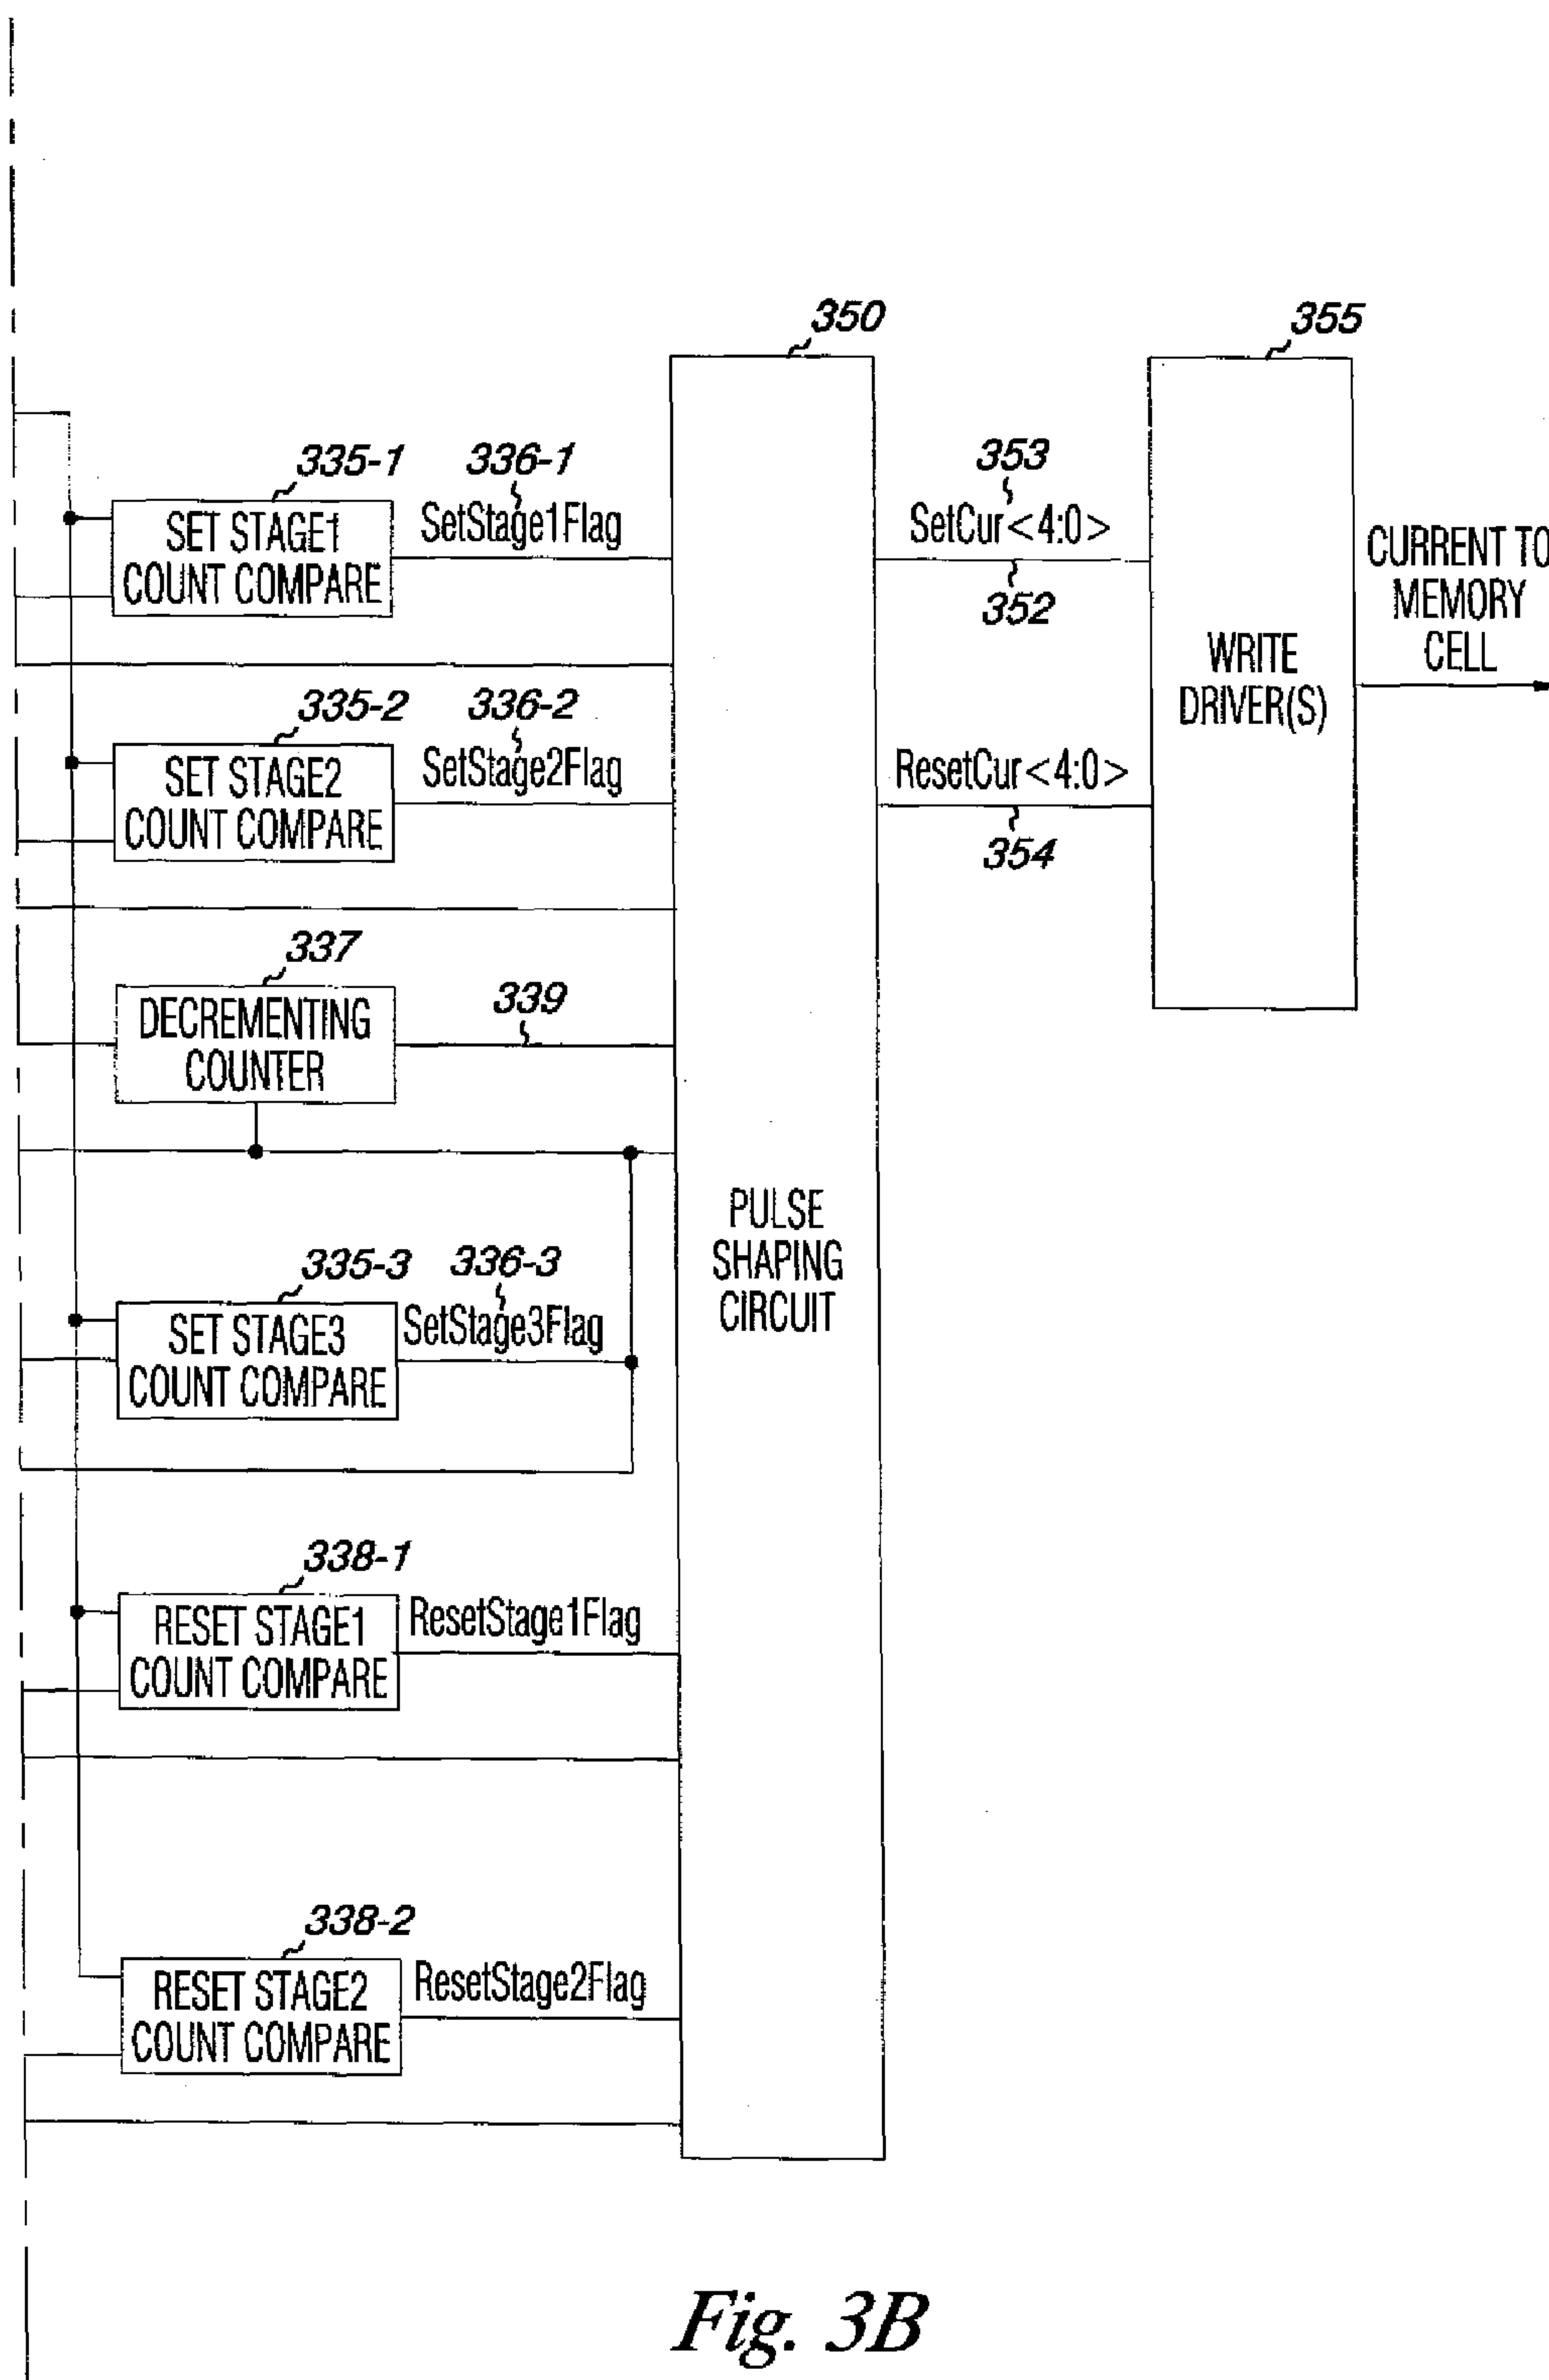 350
355
335-1
336-1
SET STAGE1
COUNT COMPARE
SetStage1Flag
353
SetCur<4:0>
352
WRITE
DRIVER(S)
CURRENT TO
MEMORY
CELL
335-2
336-2
SET STAGE2
COUNT COMPARE
SetStage2Flag
ResetCur<4:0>
354
337
DECREMENTING
COUNTER
339
PULSE
SHAPING
CIRCUIT
335-3
336-3
SET STAGE3
COUNT COMPARE
SetStage3Flag
338-1
RESET STAGE1
COUNT COMPARE
ResetStage1Flag
338-2
RESET STAGE2
COUNT COMPARE
ResetStage2Flag
Fig. 3B